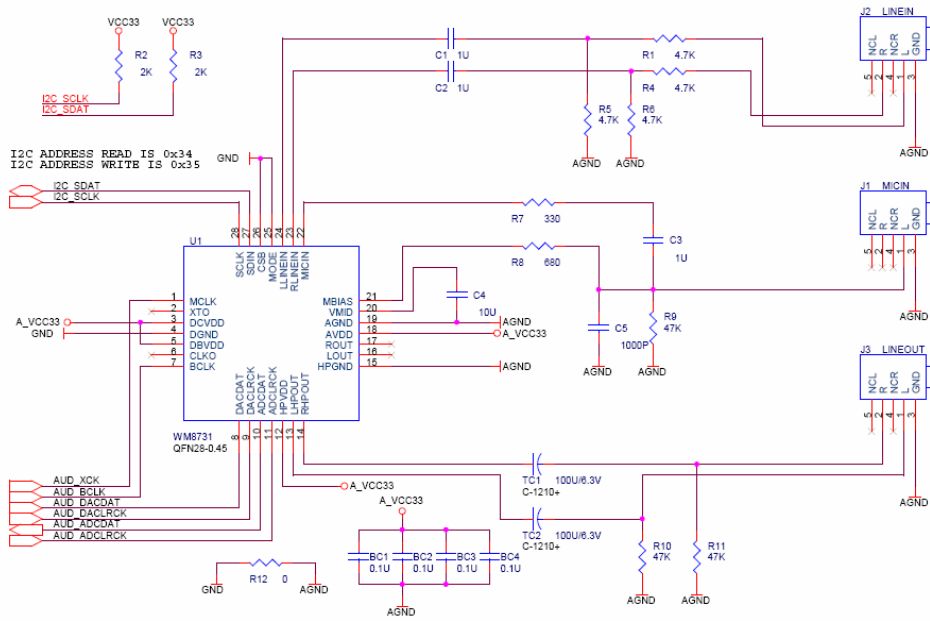 VCC33 VCC33
R2 2K
R3 2K
I2C_SCLK
I2C_SDAT
C1 1U
C2 1U
R1 4.7K
R4 4.7K
R5 4.7K
R6 4.7K
AGND AGND
J2 LINEIN
NCL R NCR L GND
5 2 4 1 3
AGND
I2C ADDRESS READ IS 0x34
I2C ADDRESS WRITE IS 0x35
GND
I2C_SDAT
I2C_SCLK
R7 330
R8 680
C3 1U
C4 10U
C5 1000P
R9 47K
AGND AGND
J1 MICIN
NCL R NCR L GND
5 2 4 1 3
AGND
U1
28 27 26 25 24 23 22
SCLK SDIN CSB MODE LLINEIN RLINEIN MICIN
1 MCLK
2 XTO
3 DCVDD
4 DGND
5 DBVDD
6 CLKO
7 BCLK
A_VCC33
GND
MBIAS 21
VMID 20
AGND 19 AGND
AVDD 18 A_VCC33
ROUT 17
LOUT 16
HPGND 15 AGND
DACDAT DACLRCK ADCDAT ADCLRCK HPVDD LHPOUT RHPOUT
8 9 10 11 12 13 14
WM8731
QFN28-0.45
J3 LINEOUT
NCL R NCR L GND
5 2 4 1 3
AGND
AUD_XCK
AUD_BCLK
AUD_DACDAT
AUD_DACLRCK
AUD_ADCDAT
AUD_ADCLRCK
A_VCC33
TC1 100U/6.3V
C-1210+
TC2 100U/6.3V
C-1210+
R10 47K
R11 47K
AGND AGND
A_VCC33
BC1 0.1U
BC2 0.1U
BC3 0.1U
BC4 0.1U
AGND
R12 0
GND AGND